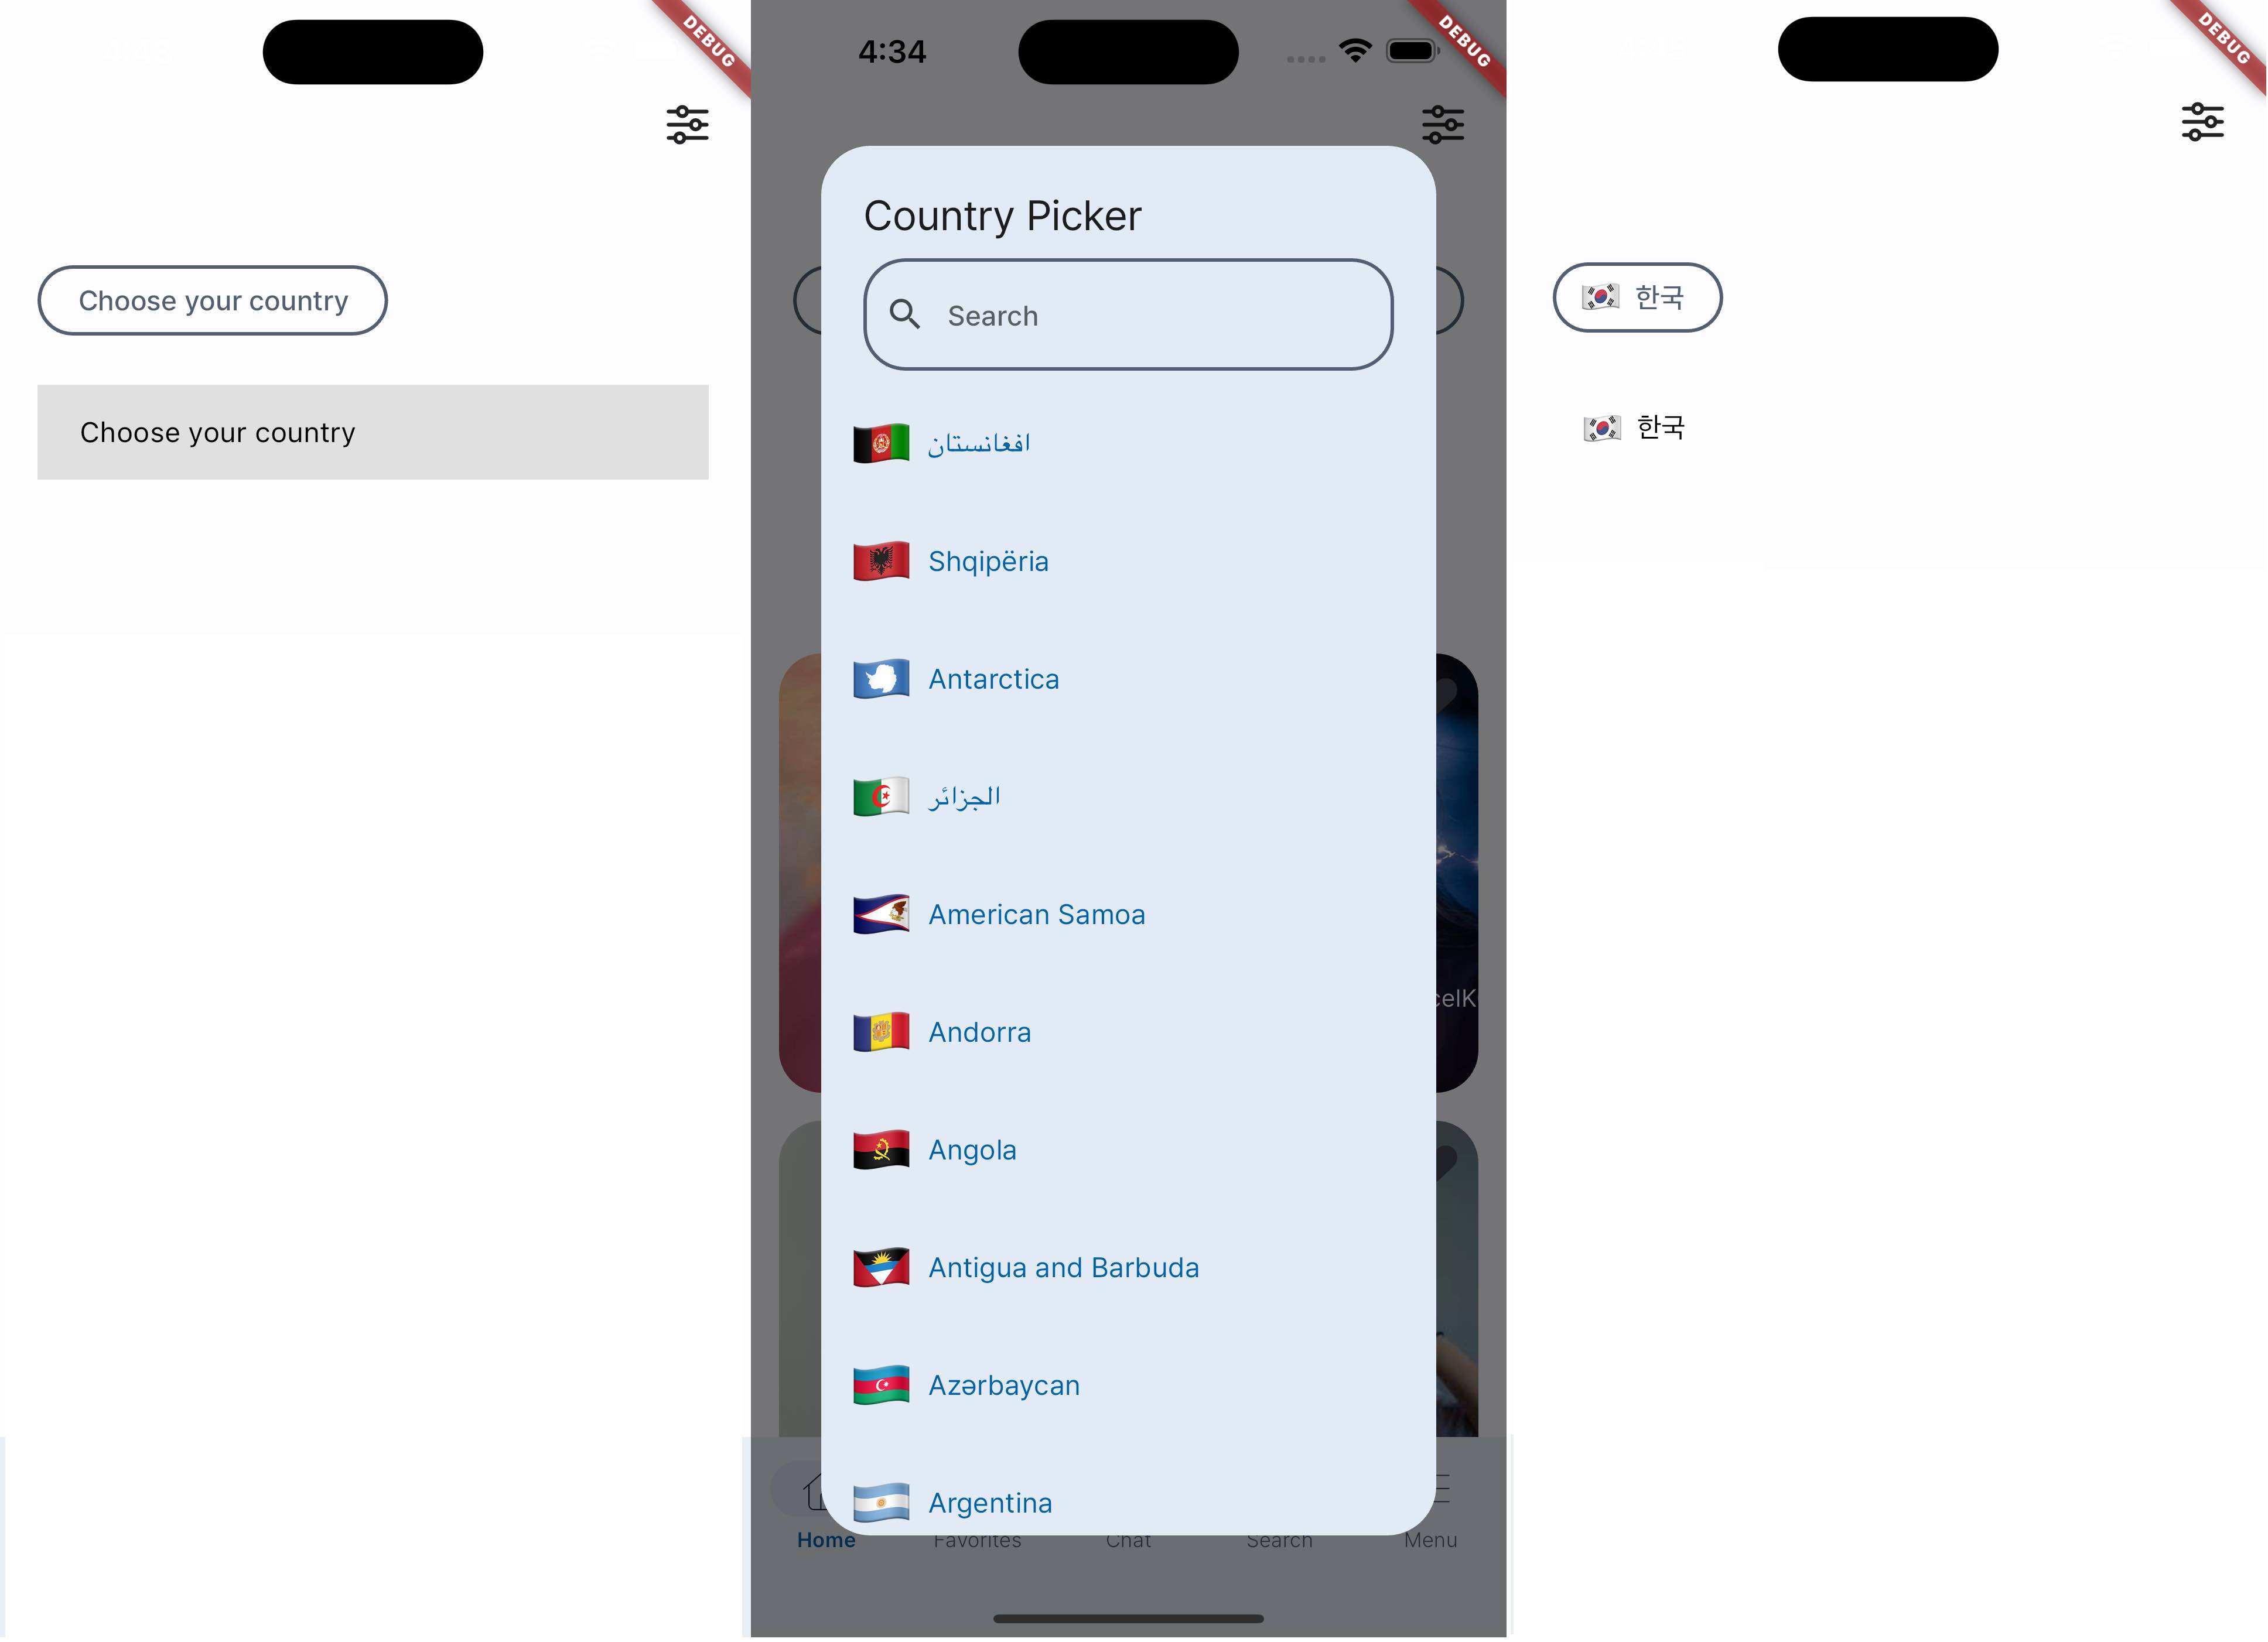 DEBUG
Choose your country
Choose your country
4:34
DEBUG
Country Picker
Search
افغانستان
Shqipëria
Antarctica
الجزائر
American Samoa
Andorra
celK
Angola
Antigua and Barbuda
Azərbaycan
Argentina
Home
Favorites
Chat
Search
Menu
DEBUG
한국
한국